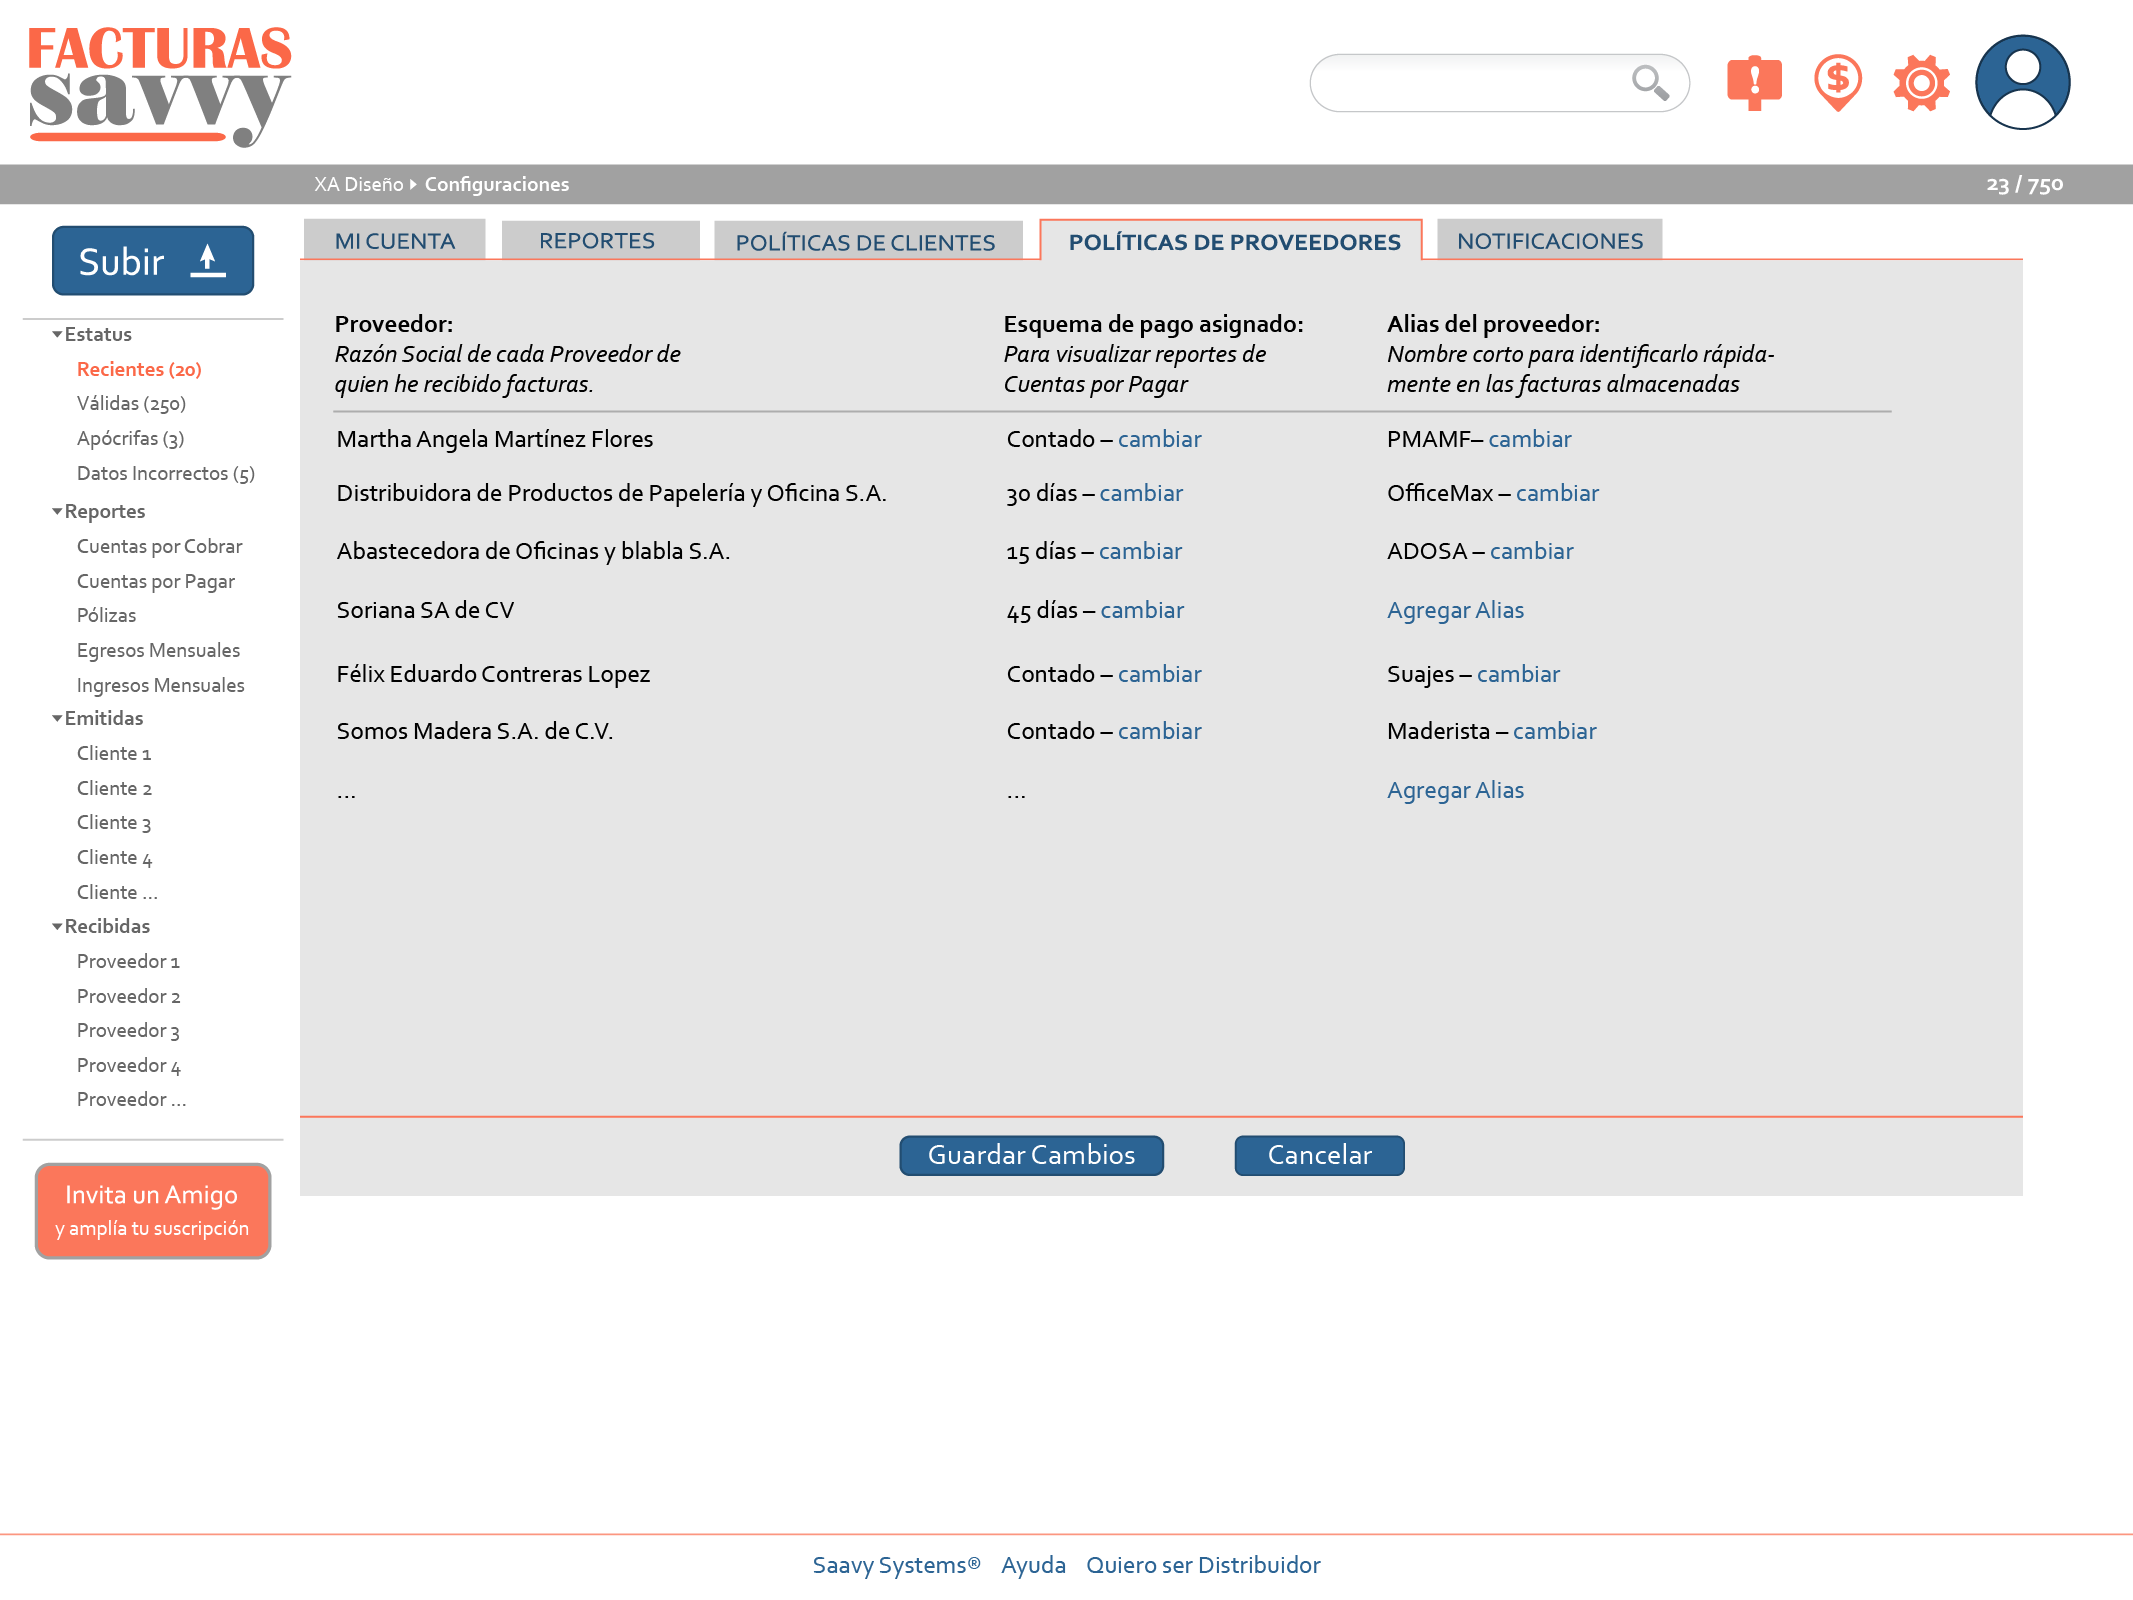 FACTURAS
savvy
XA Diseño Configuraciones 23 / 750
Subir
MI CUENTA REPORTES POLÍTICAS DE CLIENTES POLÍTICAS DE PROVEEDORES NOTIFICACIONES
Estatus
Recientes (20)
Válidas (250)
Apócrifas (3)
Datos Incorrectos (5)
Reportes
Cuentas por Cobrar
Cuentas por Pagar
Pólizas
Egresos Mensuales
Ingresos Mensuales
Emitidas
Cliente 1
Cliente 2
Cliente 3
Cliente 4
Cliente ...
Recibidas
Proveedor 1
Proveedor 2
Proveedor 3
Proveedor 4
Proveedor ...
Invita un Amigo
y amplía tu suscripción
Proveedor: Esquema de pago asignado: Alias del proveedor:
Razón Social de cada Proveedor de Para visualizar reportes de Nombre corto para identificarlo rápida-
quien he recibido facturas. Cuentas por Pagar mente en las facturas almacenadas
Martha Angela Martínez Flores Contado – cambiar PMAMF– cambiar
Distribuidora de Productos de Papelería y Oficina S.A. 30 días – cambiar OfficeMax – cambiar
Abastecedora de Oficinas y blabla S.A. 15 días – cambiar ADOSA – cambiar
Soriana SA de CV 45 días – cambiar Agregar Alias
Félix Eduardo Contreras Lopez Contado – cambiar Suajes – cambiar
Somos Madera S.A. de C.V. Contado – cambiar Maderista – cambiar
... ... Agregar Alias
Guardar Cambios Cancelar
Saavy Systems® Ayuda Quiero ser Distribuidor